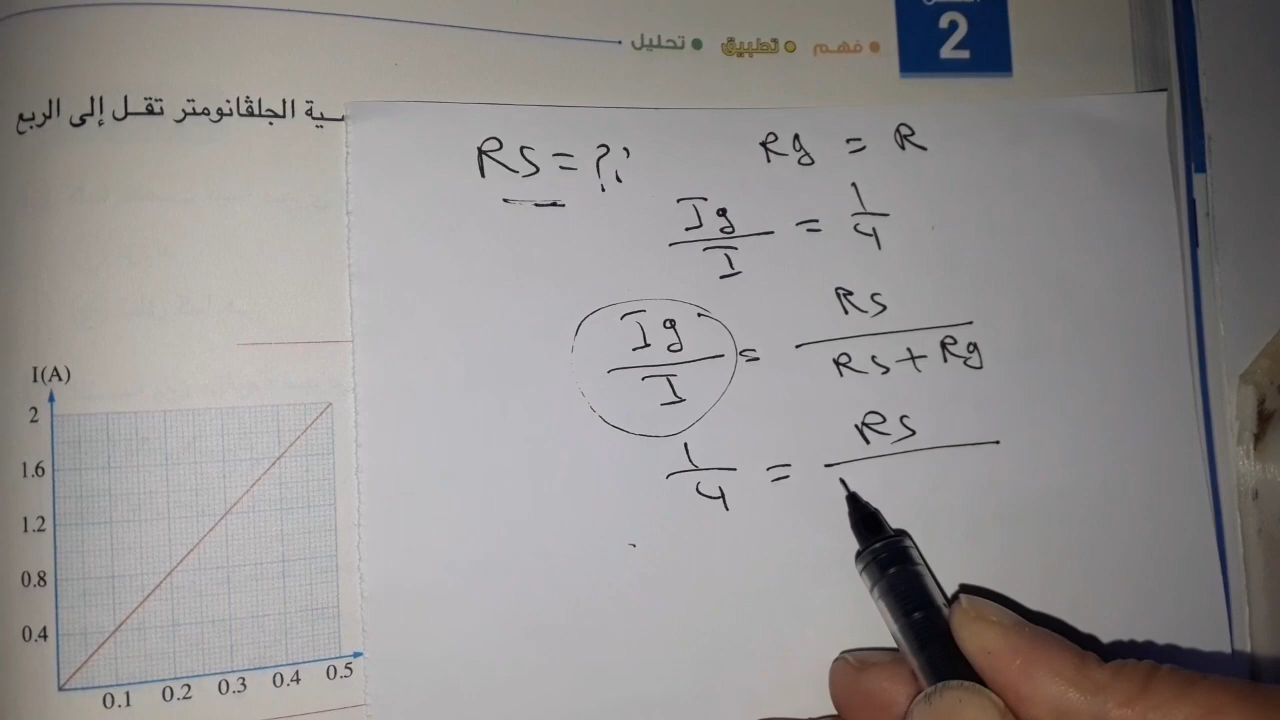 2
• فهم • تطبيق • تحليل
الجلڤانومتر تقل إلى الربع
RS = ??
Rg = R
Ig / I = 1 / 4
Ig / I = RS / RS + Rg
1 / 4 = RS
I(A)
2
1.6
1.2
0.8
0.4
0.1 0.2 0.3 0.4 0.5